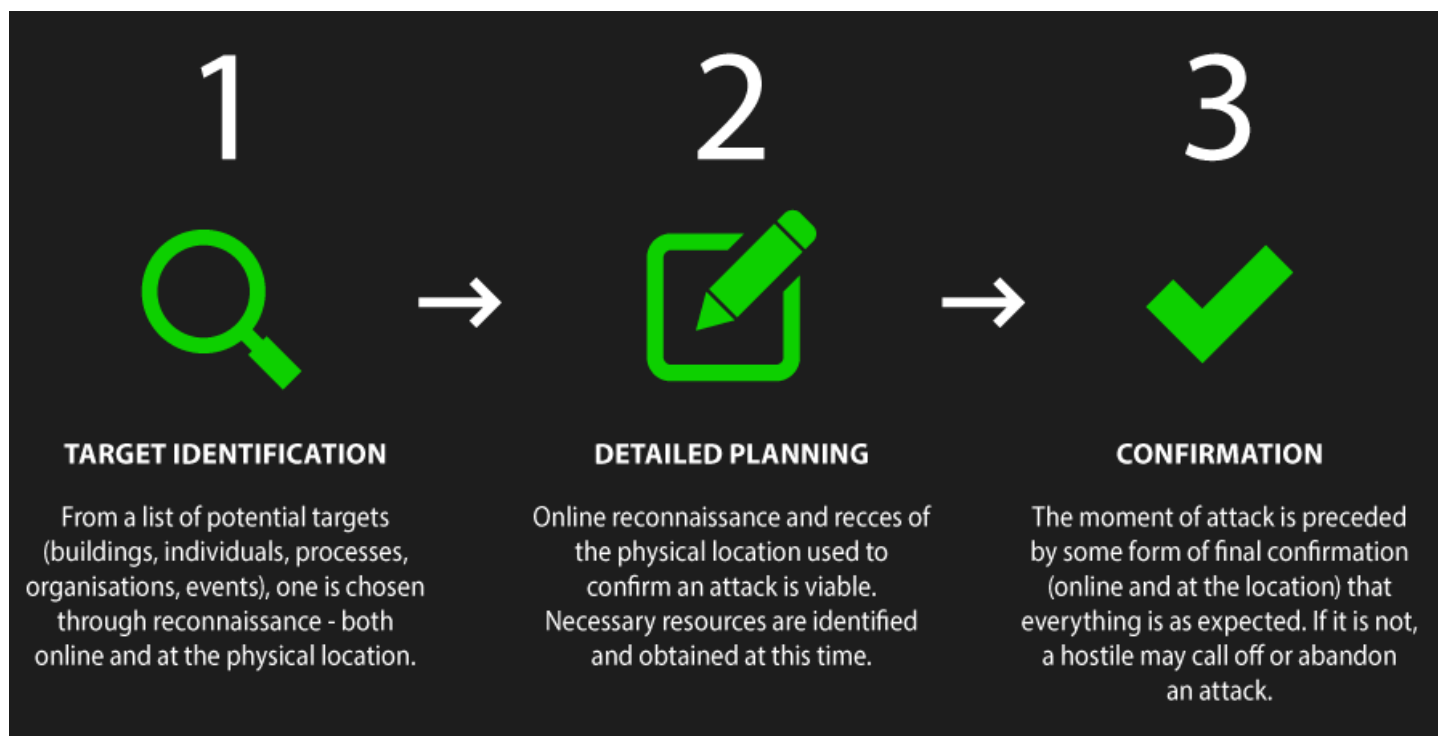 1
2
3
TARGET IDENTIFICATION
From a list of potential targets
(buildings, individuals, processes,
organisations, events), one is chosen
through reconnaissance - both
online and at the physical location.
DETAILED PLANNING
Online reconnaissance and recces of
the physical location used to
confirm an attack is viable.
Necessary resources are identified
and obtained at this time.
CONFIRMATION
The moment of attack is preceded
by some form of final confirmation
(online and at the location) that
everything is as expected. If it is not,
a hostile may call off or abandon
an attack.